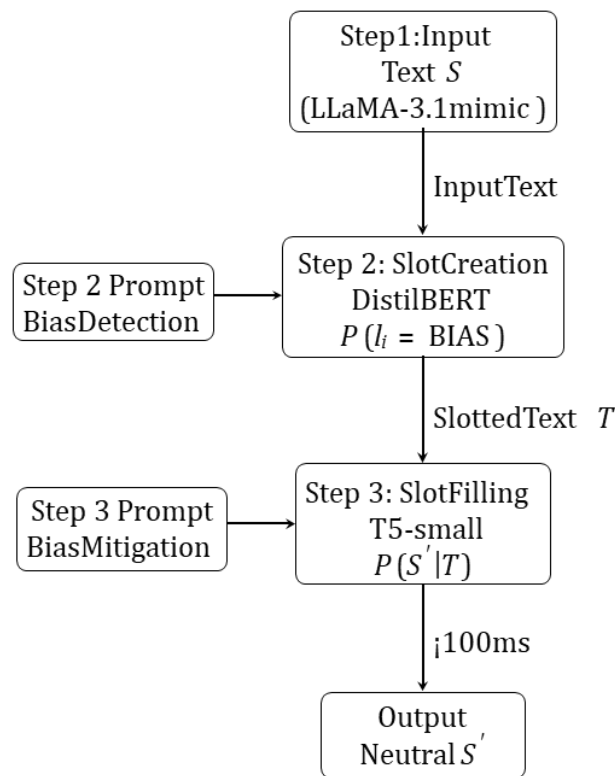 Step1:Input
Text S
(LLaMA-3.1mimic )
InputText
Step 2 Prompt
BiasDetection
Step 2: SlotCreation
DistilBERT
P (lᵢ = BIAS )
SlottedText T
Step 3 Prompt
BiasMitigation
Step 3: SlotFilling
T5-small
P (S′|T)
¡100ms
Output
Neutral S′